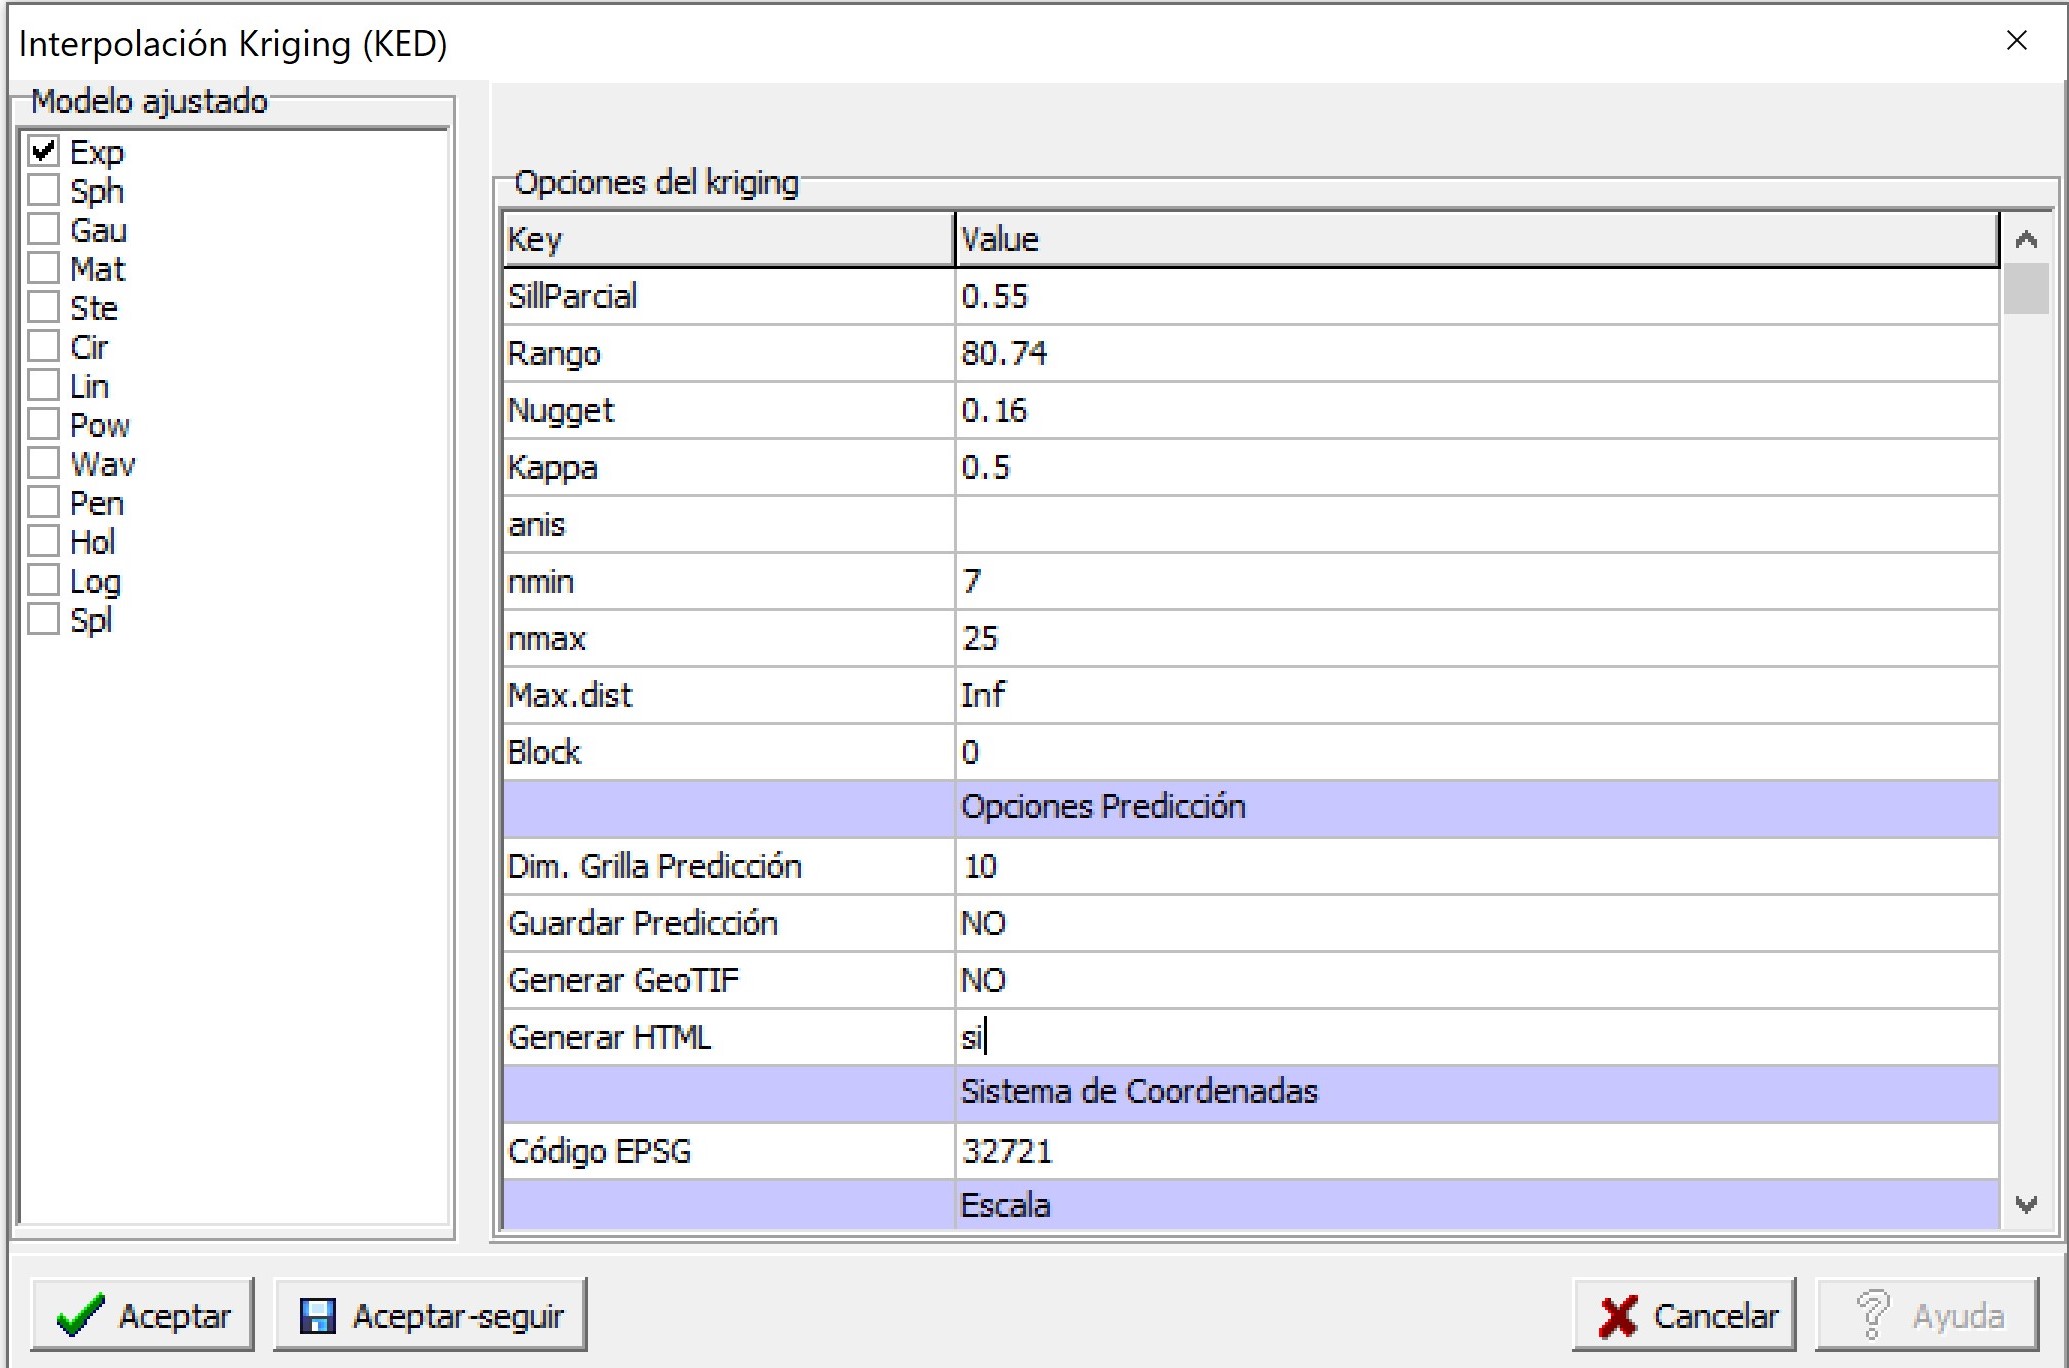 Interpolación Kriging (KED)
Modelo ajustado
Exp
Sph
Gau
Mat
Ste
Cir
Lin
Pow
Wav
Pen
Hol
Log
Spl
Opciones del kriging
Key Value
SillParcial 0.55
Rango 80.74
Nugget 0.16
Kappa 0.5
anis
nmin 7
nmax 25
Max.dist Inf
Block 0
Opciones Predicción
Dim. Grilla Predicción 10
Guardar Predicción NO
Generar GeoTIF NO
Generar HTML si
Sistema de Coordenadas
Código EPSG 32721
Escala
Aceptar Aceptar-seguir Cancelar Ayuda